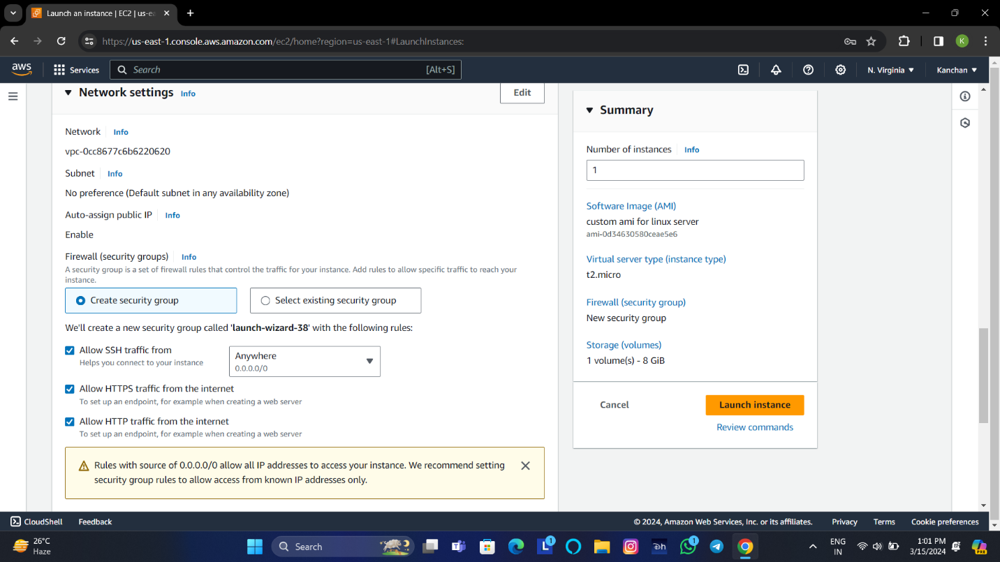 Launch an instance | EC2 | us-ea
https://us-east-1.console.aws.amazon.com/ec2/home?region=us-east-1#LaunchInstances:
K
aws
Services
Search
[Alt+S]
N. Virginia
Kanchan
Network settings Info
Edit
Network Info
vpc-0cc8677c6b6220620
Subnet Info
No preference (Default subnet in any availability zone)
Auto-assign public IP Info
Enable
Firewall (security groups) Info
A security group is a set of firewall rules that control the traffic for your instance. Add rules to allow specific traffic to reach your
instance.
Create security group
Select existing security group
We'll create a new security group called 'launch-wizard-38' with the following rules:
Allow SSH traffic from
Helps you connect to your instance
Anywhere
0.0.0.0/0
Allow HTTPS traffic from the internet
To set up an endpoint, for example when creating a web server
Allow HTTP traffic from the internet
To set up an endpoint, for example when creating a web server
Rules with source of 0.0.0.0/0 allow all IP addresses to access your instance. We recommend setting
security group rules to allow access from known IP addresses only.
Summary
Number of instances Info
1
Software Image (AMI)
custom ami for linux server
ami-0d34630580ceae5e6
Virtual server type (instance type)
t2.micro
Firewall (security group)
New security group
Storage (volumes)
1 volume(s) - 8 GiB
Cancel
Launch instance
Review commands
CloudShell
Feedback
© 2024, Amazon Web Services, Inc. or its affiliates.
Privacy
Terms
Cookie preferences
26°C
Haze
Search
L
1
1
ENG
IN
1:01 PM
3/15/2024
PRE